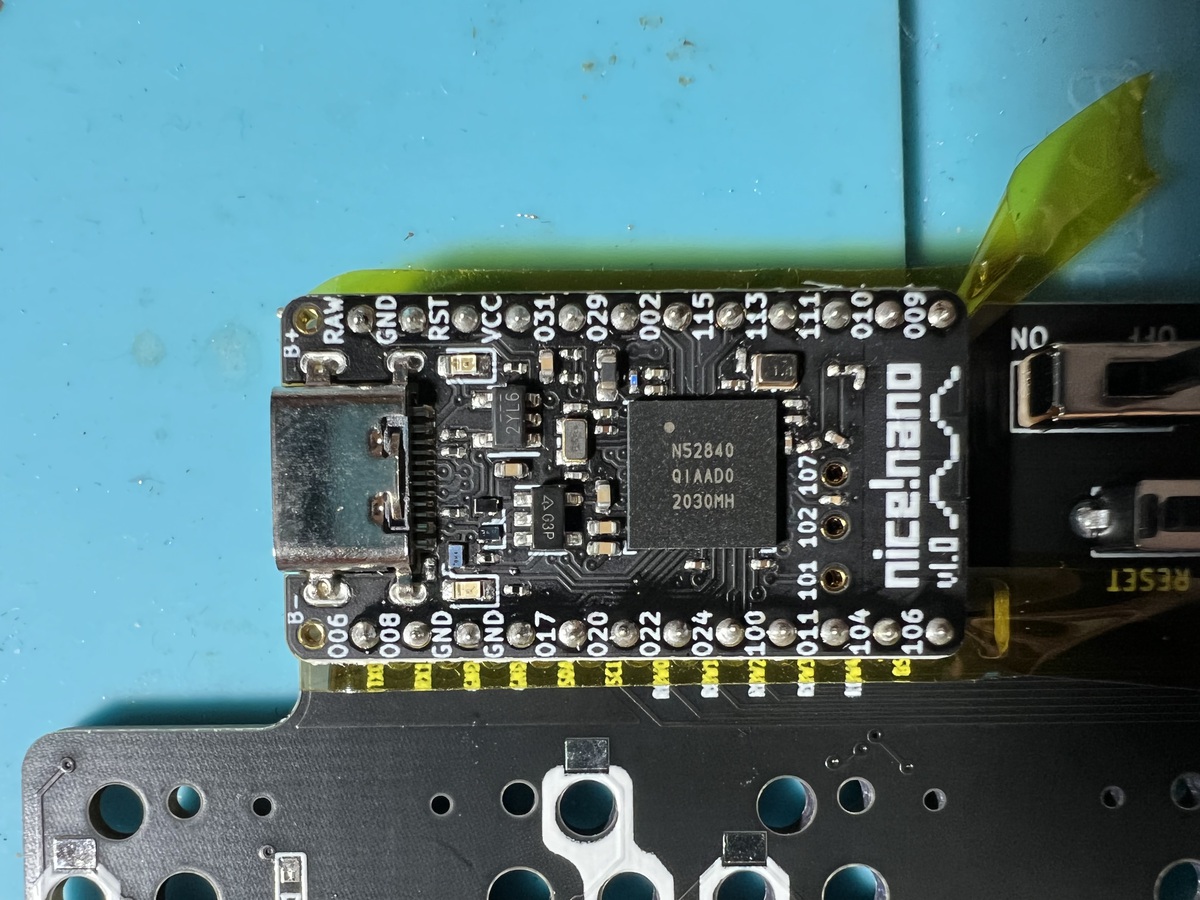 B+
RAW
GND
RST
VCC
031
029
002
115
113
111
010
009
2YL6
G3P
N52840
QIAAD0
2030MH
107
102
101
nice!nano
v1.0
B-
006
008
GND
GND
017
020
022
024
100
011
104
106
ON
OFF
RESET